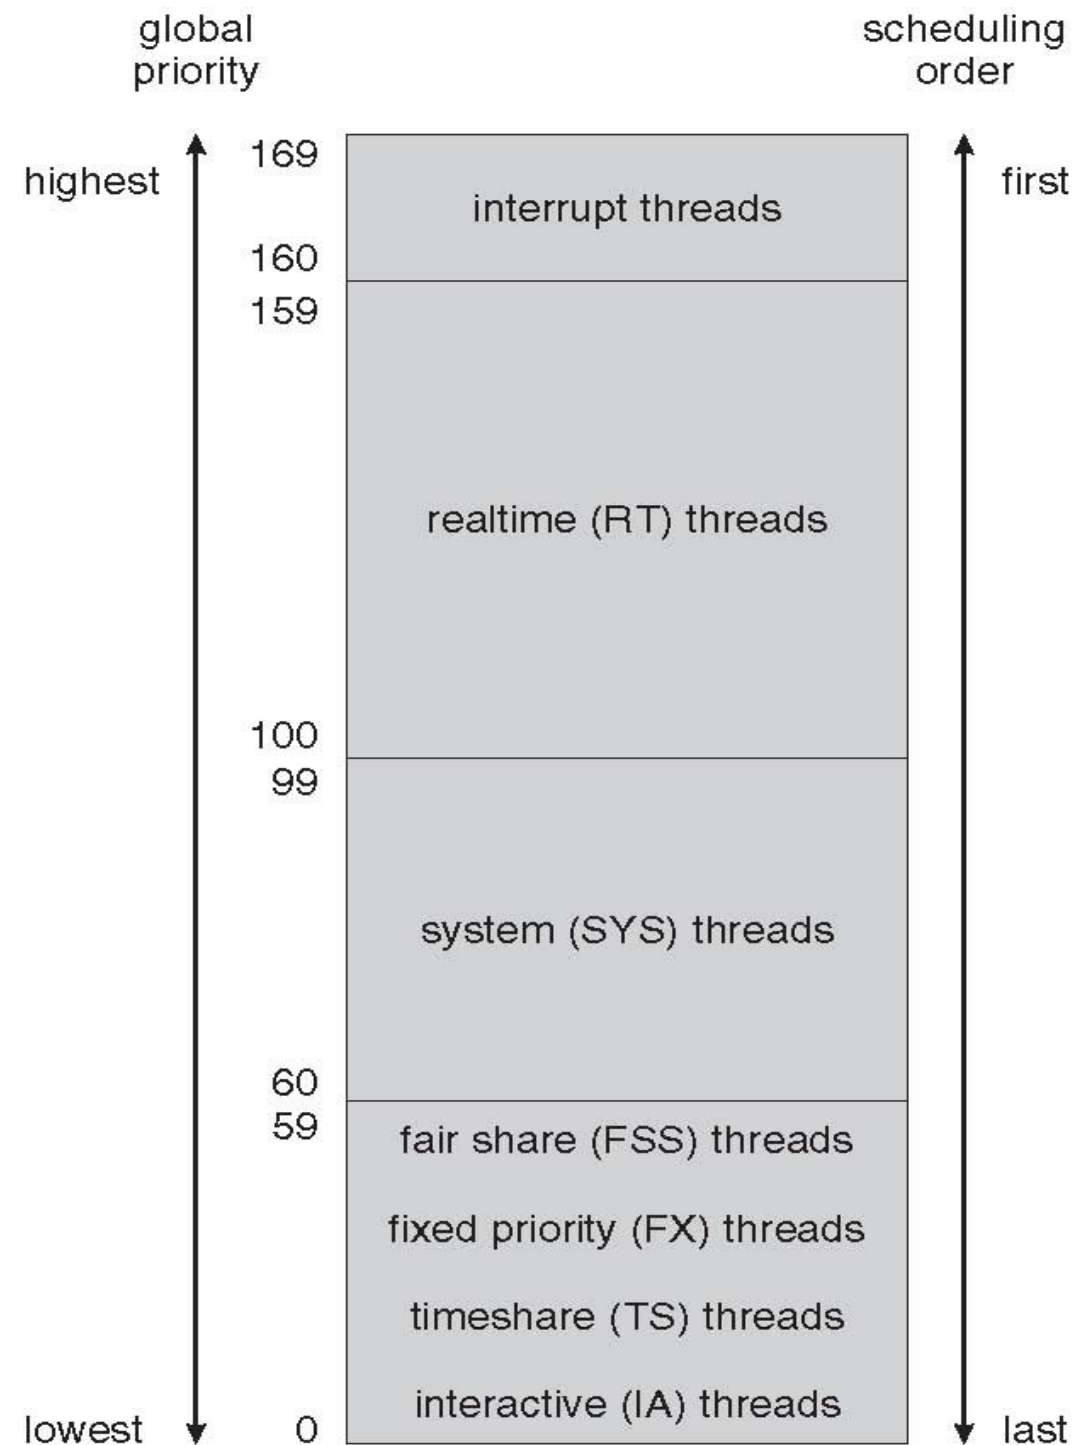 global
priority
scheduling
order
highest
169
interrupt threads
first
160
159
realtime (RT) threads
100
99
system (SYS) threads
60
59
fair share (FSS) threads
fixed priority (FX) threads
timeshare (TS) threads
interactive (IA) threads
lowest
0
last